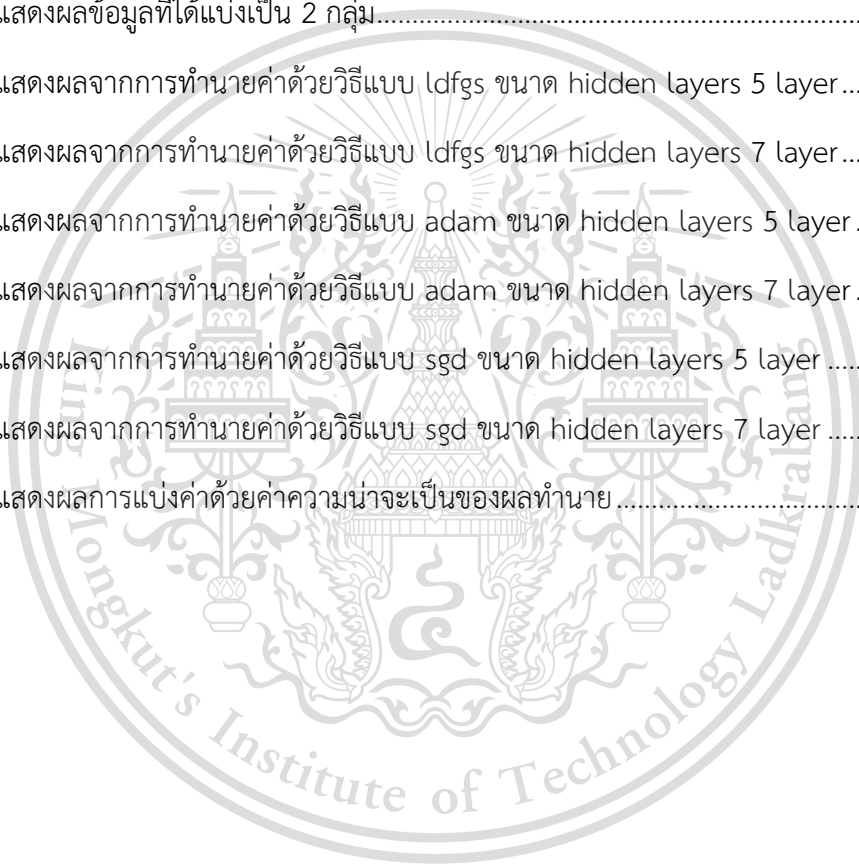 แสดงผลข้อมูลที่ได้แบ่งเป็น 2 กลุ่ม.......................................................................................
แสดงผลจากการทำนายค่าด้วยวิธีแบบ ldfgs ขนาด hidden layers 5 layer...
แสดงผลจากการทำนายค่าด้วยวิธีแบบ ldfgs ขนาด hidden layers 7 layer...
แสดงผลจากการทำนายค่าด้วยวิธีแบบ adam ขนาด hidden layers 5 layer.
แสดงผลจากการทำนายค่าด้วยวิธีแบบ adam ขนาด hidden layers 7 layer.
แสดงผลจากการทำนายค่าด้วยวิธีแบบ sgd ขนาด hidden layers 5 layer .....
แสดงผลจากการทำนายค่าด้วยวิธีแบบ sgd ขนาด hidden layers 7 layer .....
แสดงผลการแบ่งค่าด้วยค่าความน่าจะเป็นของผลทำนาย............................................
King Mongkut's Institute of Technology Ladkrabang